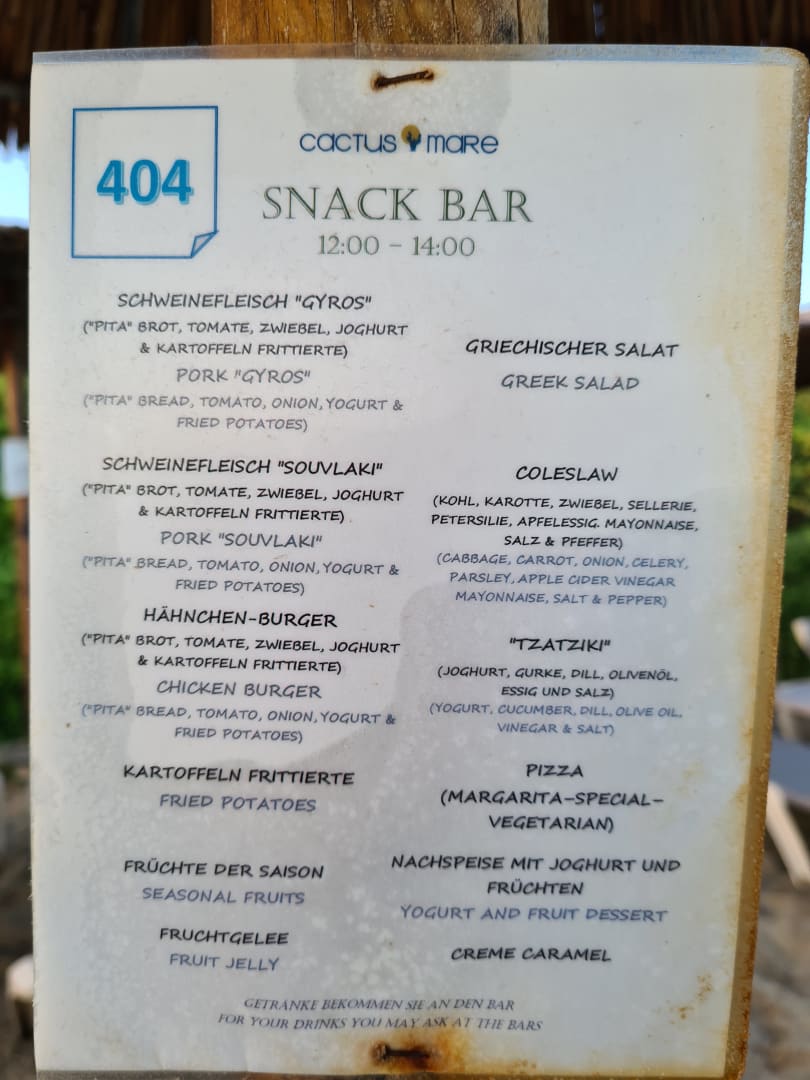 404
cactus mare
SNACK BAR
12:00 – 14:00
SCHWEINEFLEISCH "GYROS"
("PITA" BROT, TOMATE, ZWIEBEL, JOGHURT
& KARTOFFELN FRITTIERTE)
PORK "GYROS"
("PITA" BREAD, TOMATO, ONION, YOGURT &
FRIED POTATOES)
SCHWEINEFLEISCH "SOUVLAKI"
("PITA" BROT, TOMATE, ZWIEBEL, JOGHURT
& KARTOFFELN FRITTIERTE)
PORK "SOUVLAKI"
("PITA" BREAD, TOMATO, ONION, YOGURT &
FRIED POTATOES)
HÄHNCHEN-BURGER
("PITA" BROT, TOMATE, ZWIEBEL, JOGHURT
& KARTOFFELN FRITTIERTE)
CHICKEN BURGER
("PITA" BREAD, TOMATO, ONION, YOGURT &
FRIED POTATOES)
KARTOFFELN FRITTIERTE
FRIED POTATOES
FRÜCHTE DER SAISON
SEASONAL FRUITS
FRUCHTGELEE
FRUIT JELLY
GRIECHISCHER SALAT
GREEK SALAD
COLESLAW
(KOHL, KAROTTE, ZWIEBEL, SELLERIE,
PETERSILIE, APFELESSIG. MAYONNAISE,
SALZ & PFEFFER)
(CABBAGE, CARROT, ONION, CELERY,
PARSLEY, APPLE CIDER VINEGAR
MAYONNAISE, SALT & PEPPER)
"TZATZIKI"
(JOGHURT, GURKE, DILL, OLIVENÖL,
ESSIG UND SALZ)
(YOGURT, CUCUMBER, DILL, OLIVE OIL,
VINEGAR & SALT)
PIZZA
(MARGARITA-SPECIAL-
VEGETARIAN)
NACHSPEISE MIT JOGHURT UND
FRÜCHTEN
YOGURT AND FRUIT DESSERT
CREME CARAMEL
GETRANKE BEKOMMEN SIE AN DEN BAR
FOR YOUR DRINKS YOU MAY ASK AT THE BARS